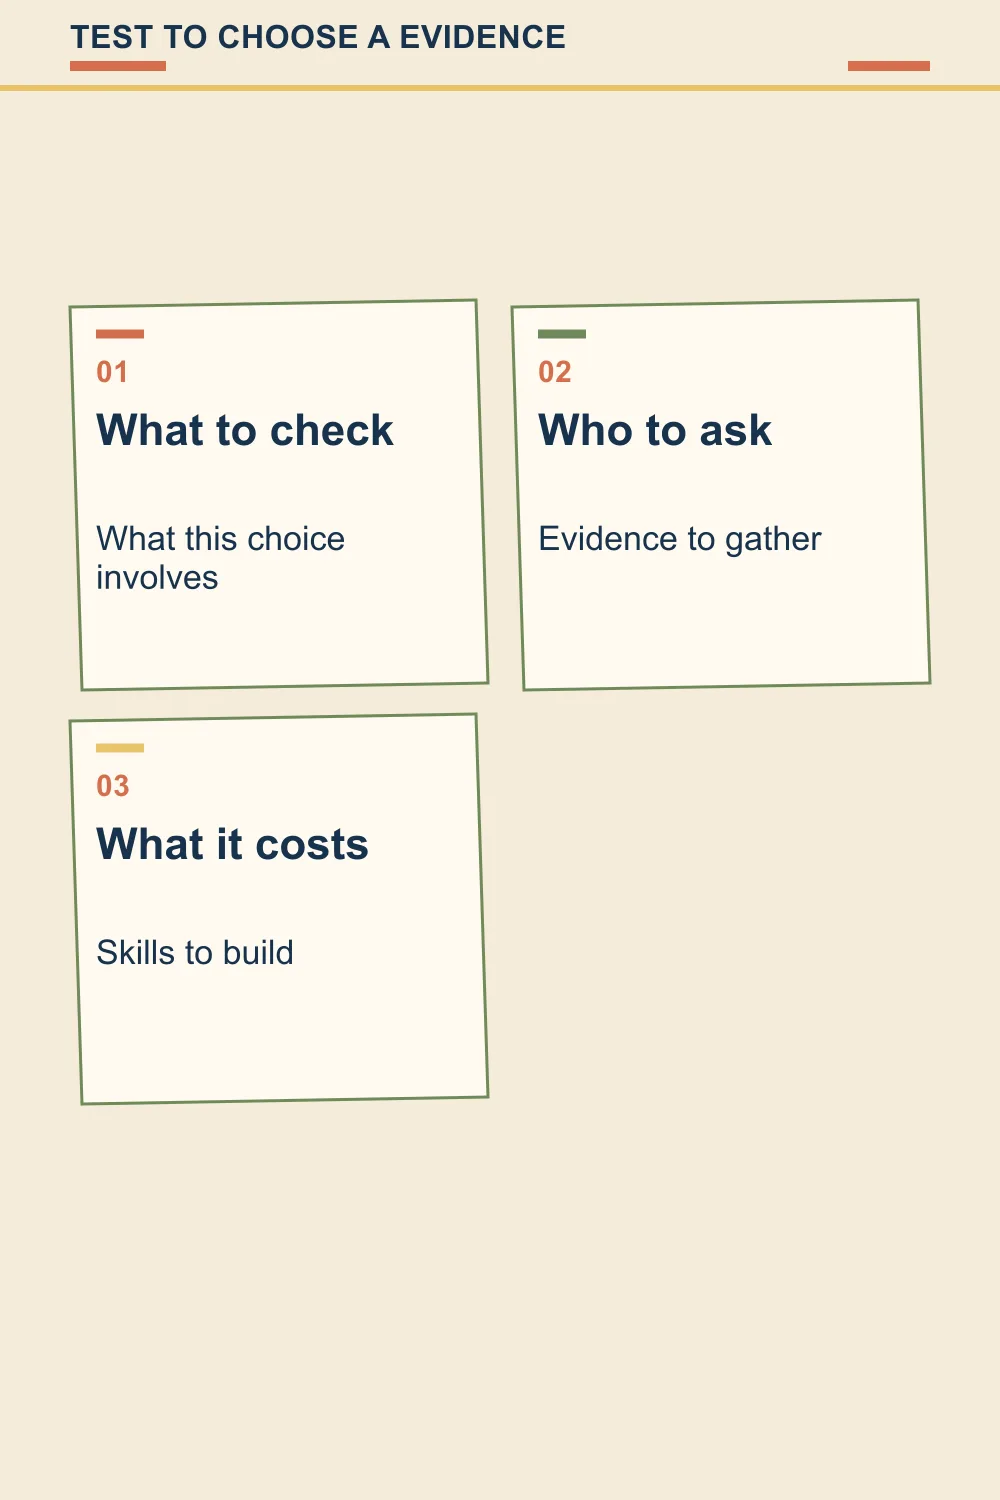 TEST TO CHOOSE A EVIDENCE
01
What to check
What this choice
involves
02
Who to ask
Evidence to gather
03
What it costs
Skills to build